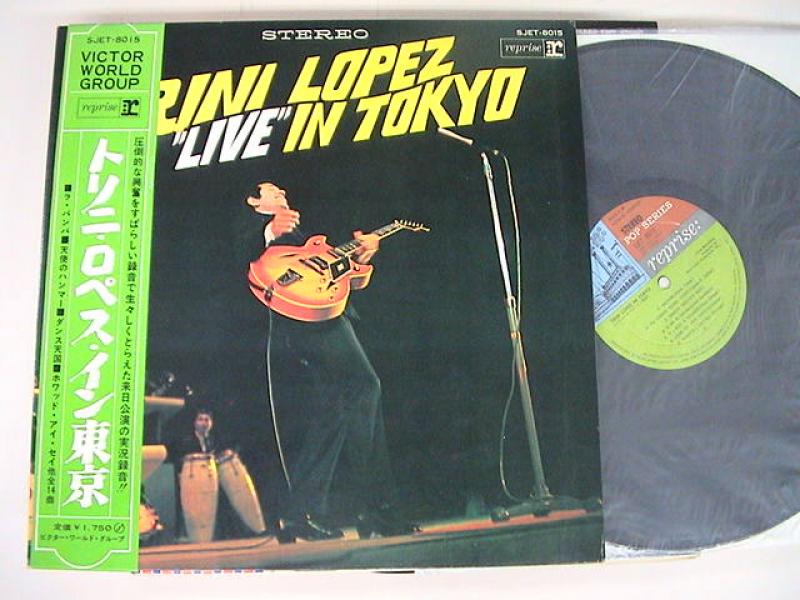 SJET-8015
VICTOR
WORLD
GROUP
reprise r
トリニ・ロペス・イン東京
圧倒的な興奮をすばらしい録音で生々しくとらえた来日公演の実況録音!!
■ラ・バンバ■天使のハンマー■ダンス天国■ホワッド・アイ・セイ他全14曲
定価￥1,750
ビクター・ワールド・グループ
STEREO
SJET-8015
reprise r
RINI LOPEZ
"LIVE" IN TOKYO
STEREO
POP SERIES
reprise: